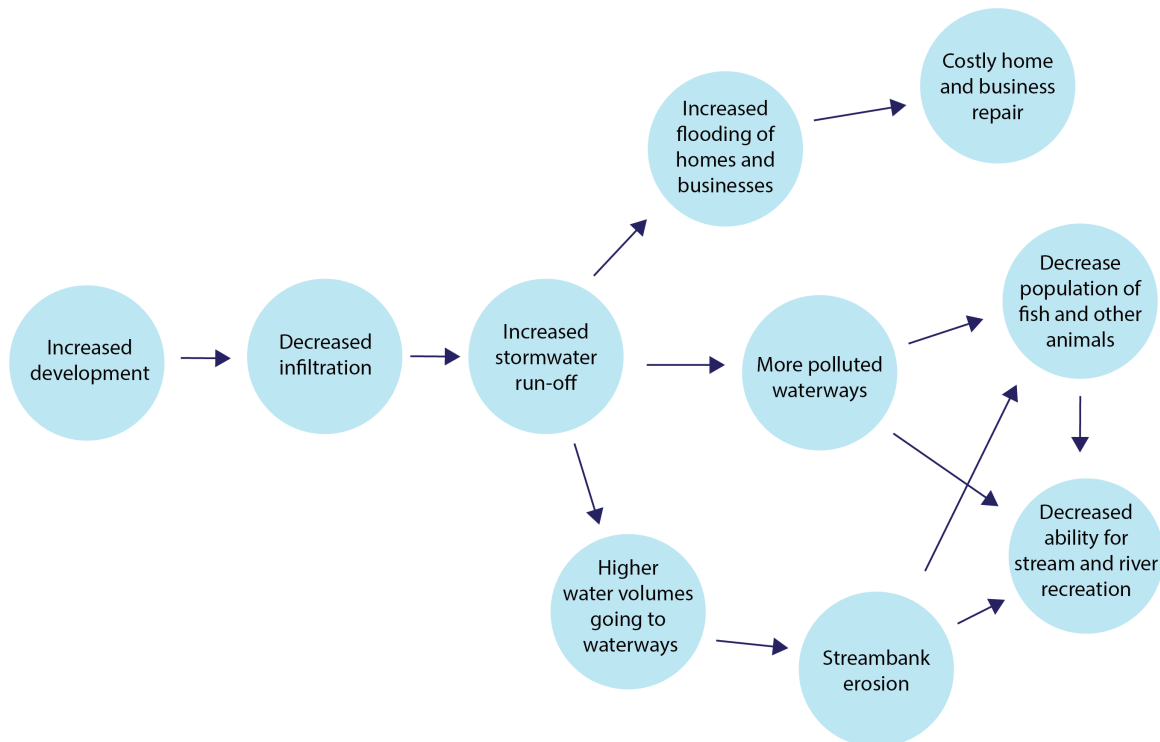 Increased
development
Decreased
infiltration
Increased
stormwater
run-off
Increased
flooding of
homes and
businesses
Costly home
and business
repair
More polluted
waterways
Decrease
population of
fish and other
animals
Decreased
ability for
stream and river
recreation
Higher
water volumes
going to
waterways
Streambank
erosion